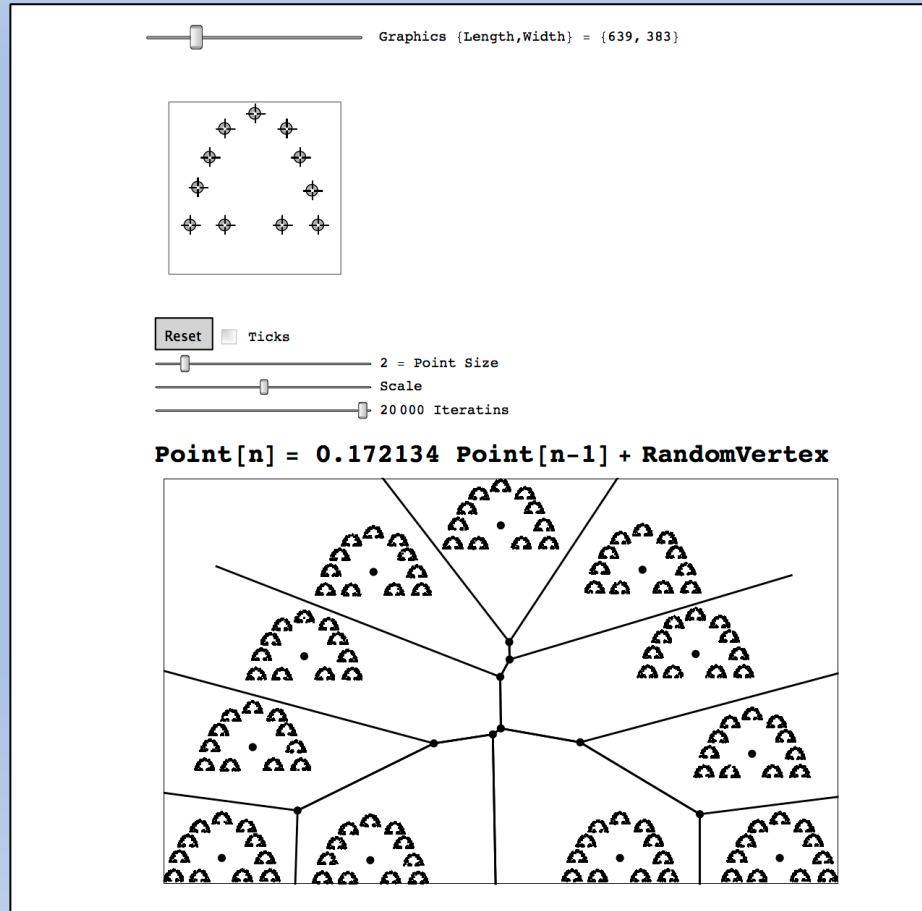 Graphics {Length,Width} = {639, 383}
Reset Ticks
2 = Point Size
Scale
20000 Iteratins
Point[n] = 0.172134 Point[n-1] + RandomVertex